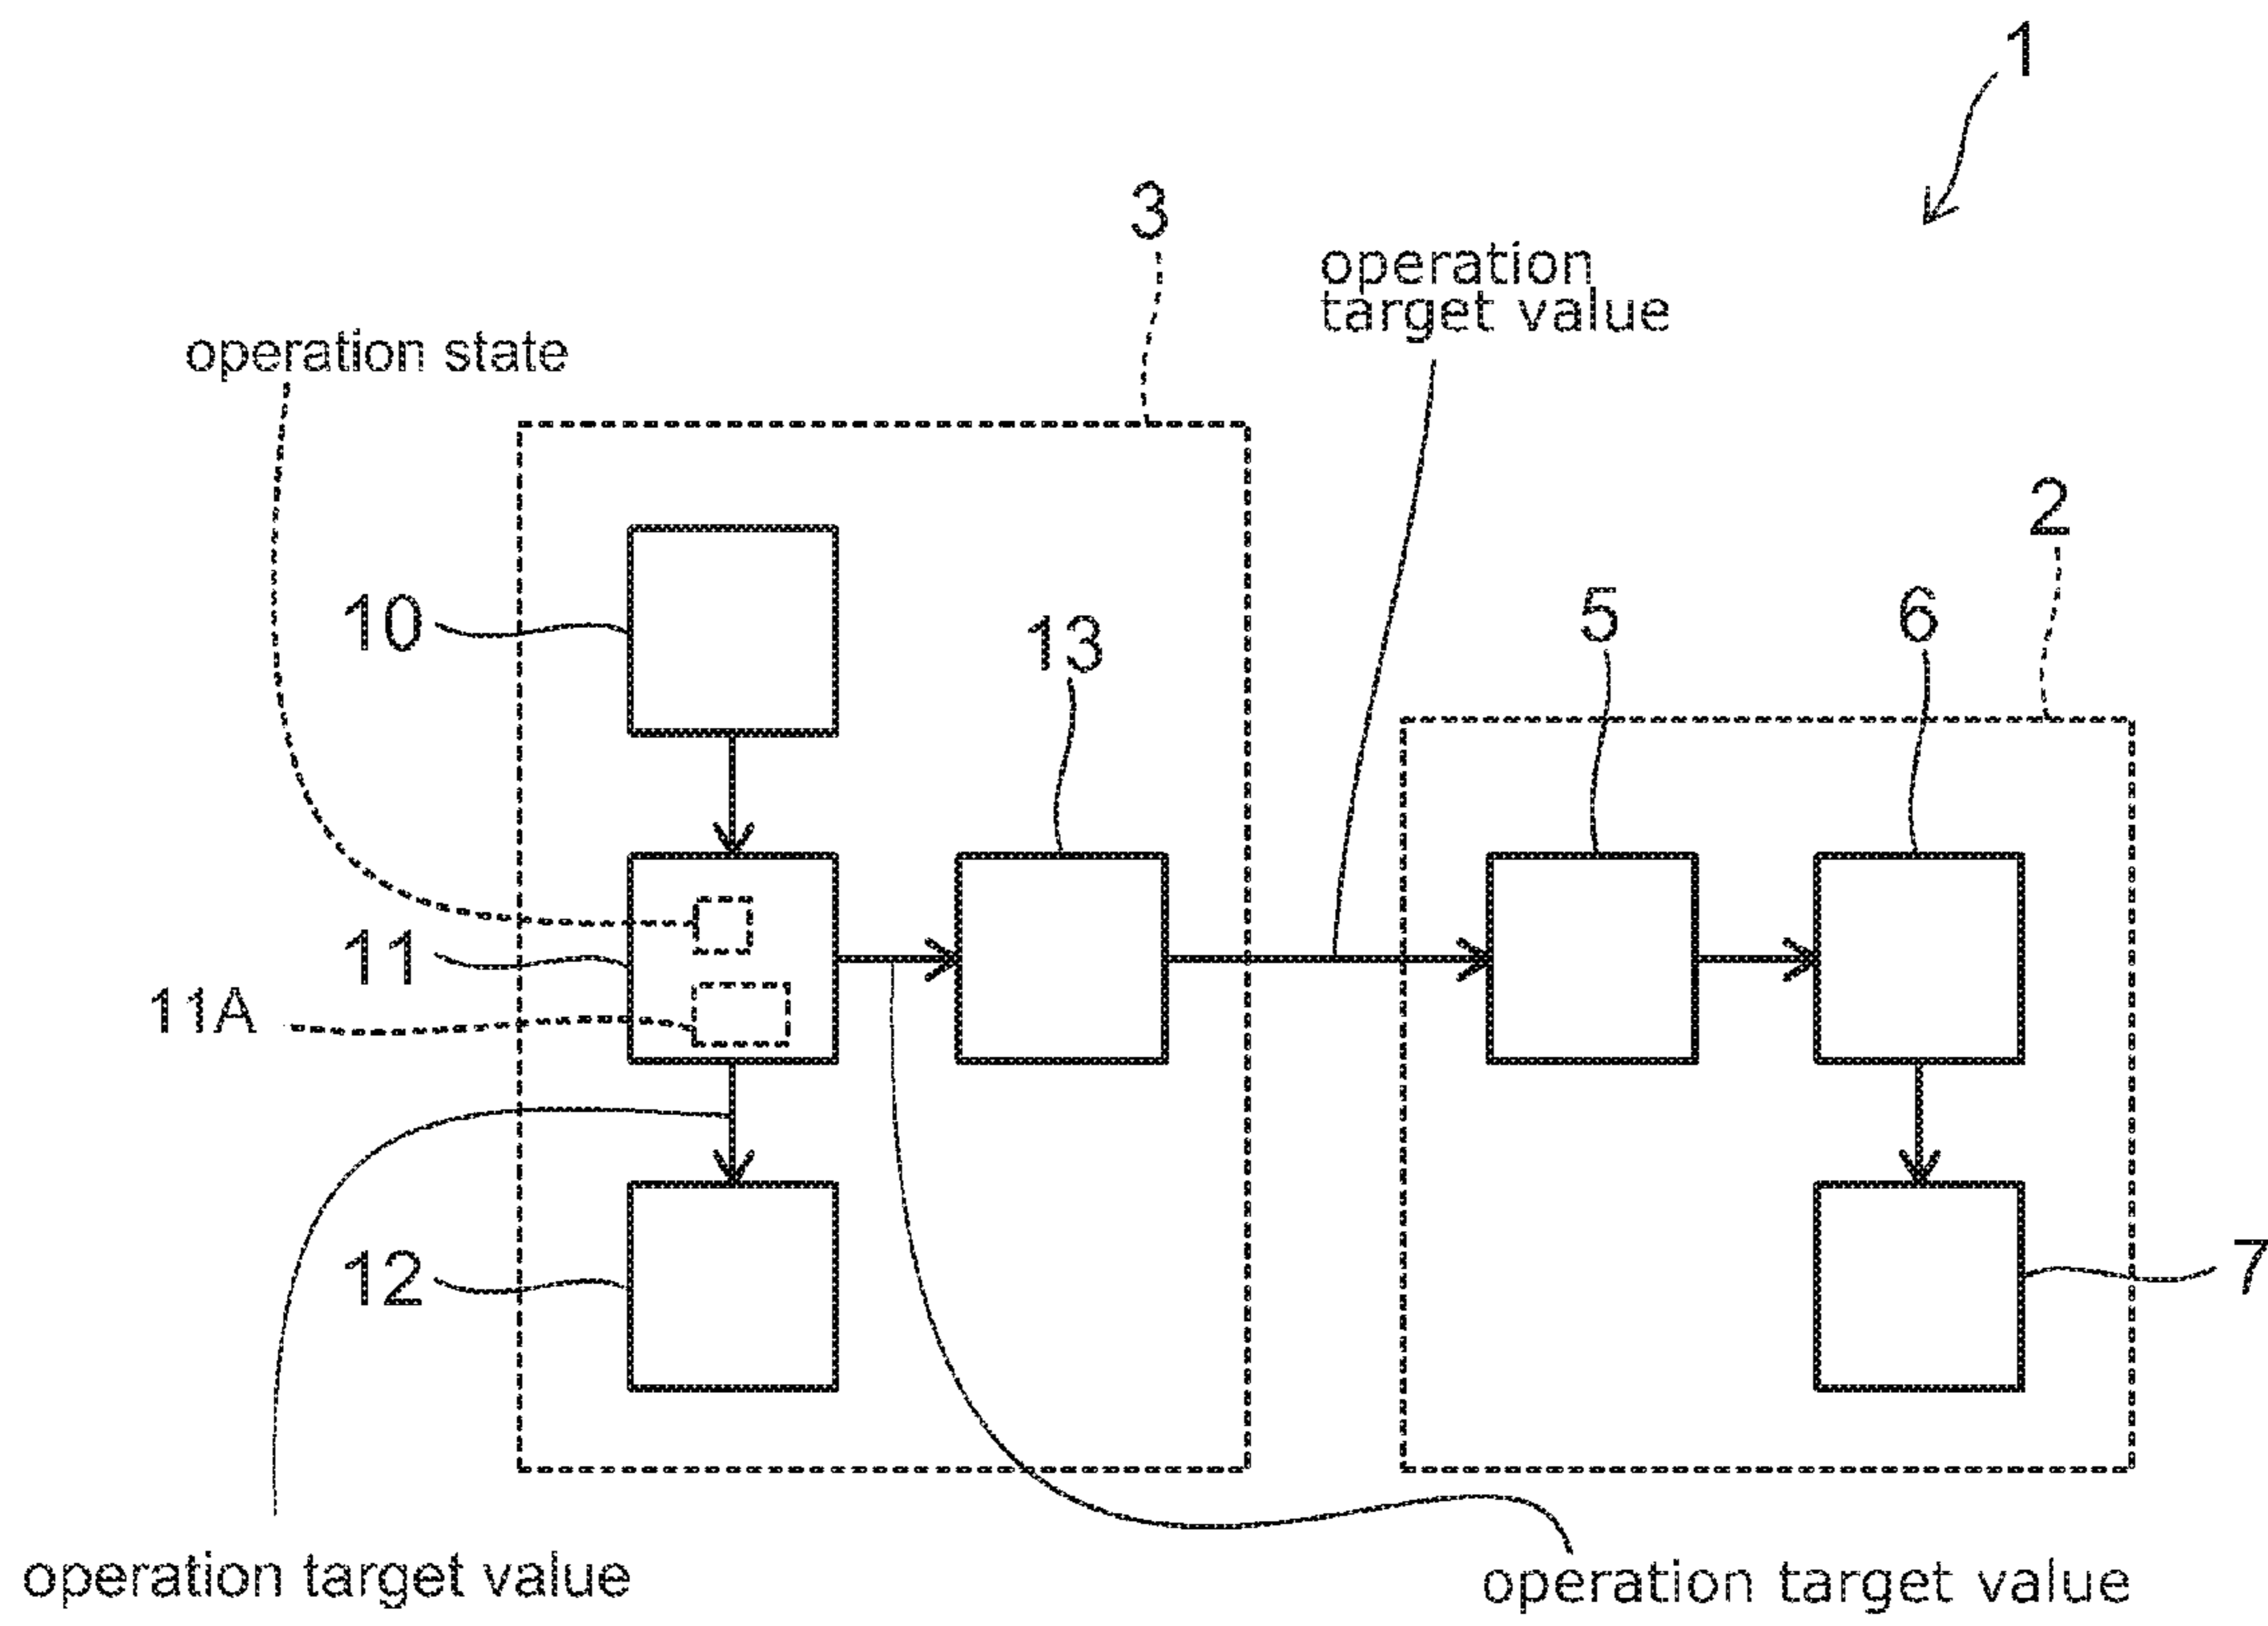 1
3
operation
target value
operation state
2
10
13
5
6
11
11A
12
7
operation target value
operation target value